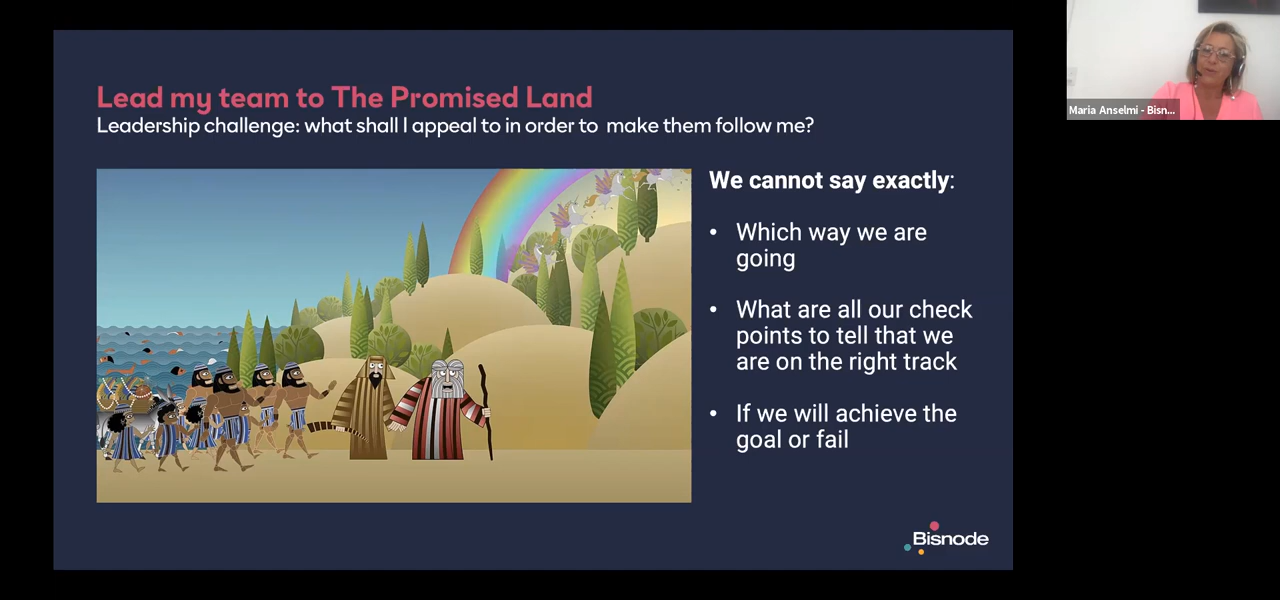 Lead my team to The Promised Land
Leadership challenge: what shall I appeal to in order to make them follow me?
Maria Anselmi - Bisn...
We cannot say exactly:
• Which way we are
going
• What are all our check
points to tell that we
are on the right track
• If we will achieve the
goal or fail
Bisnode